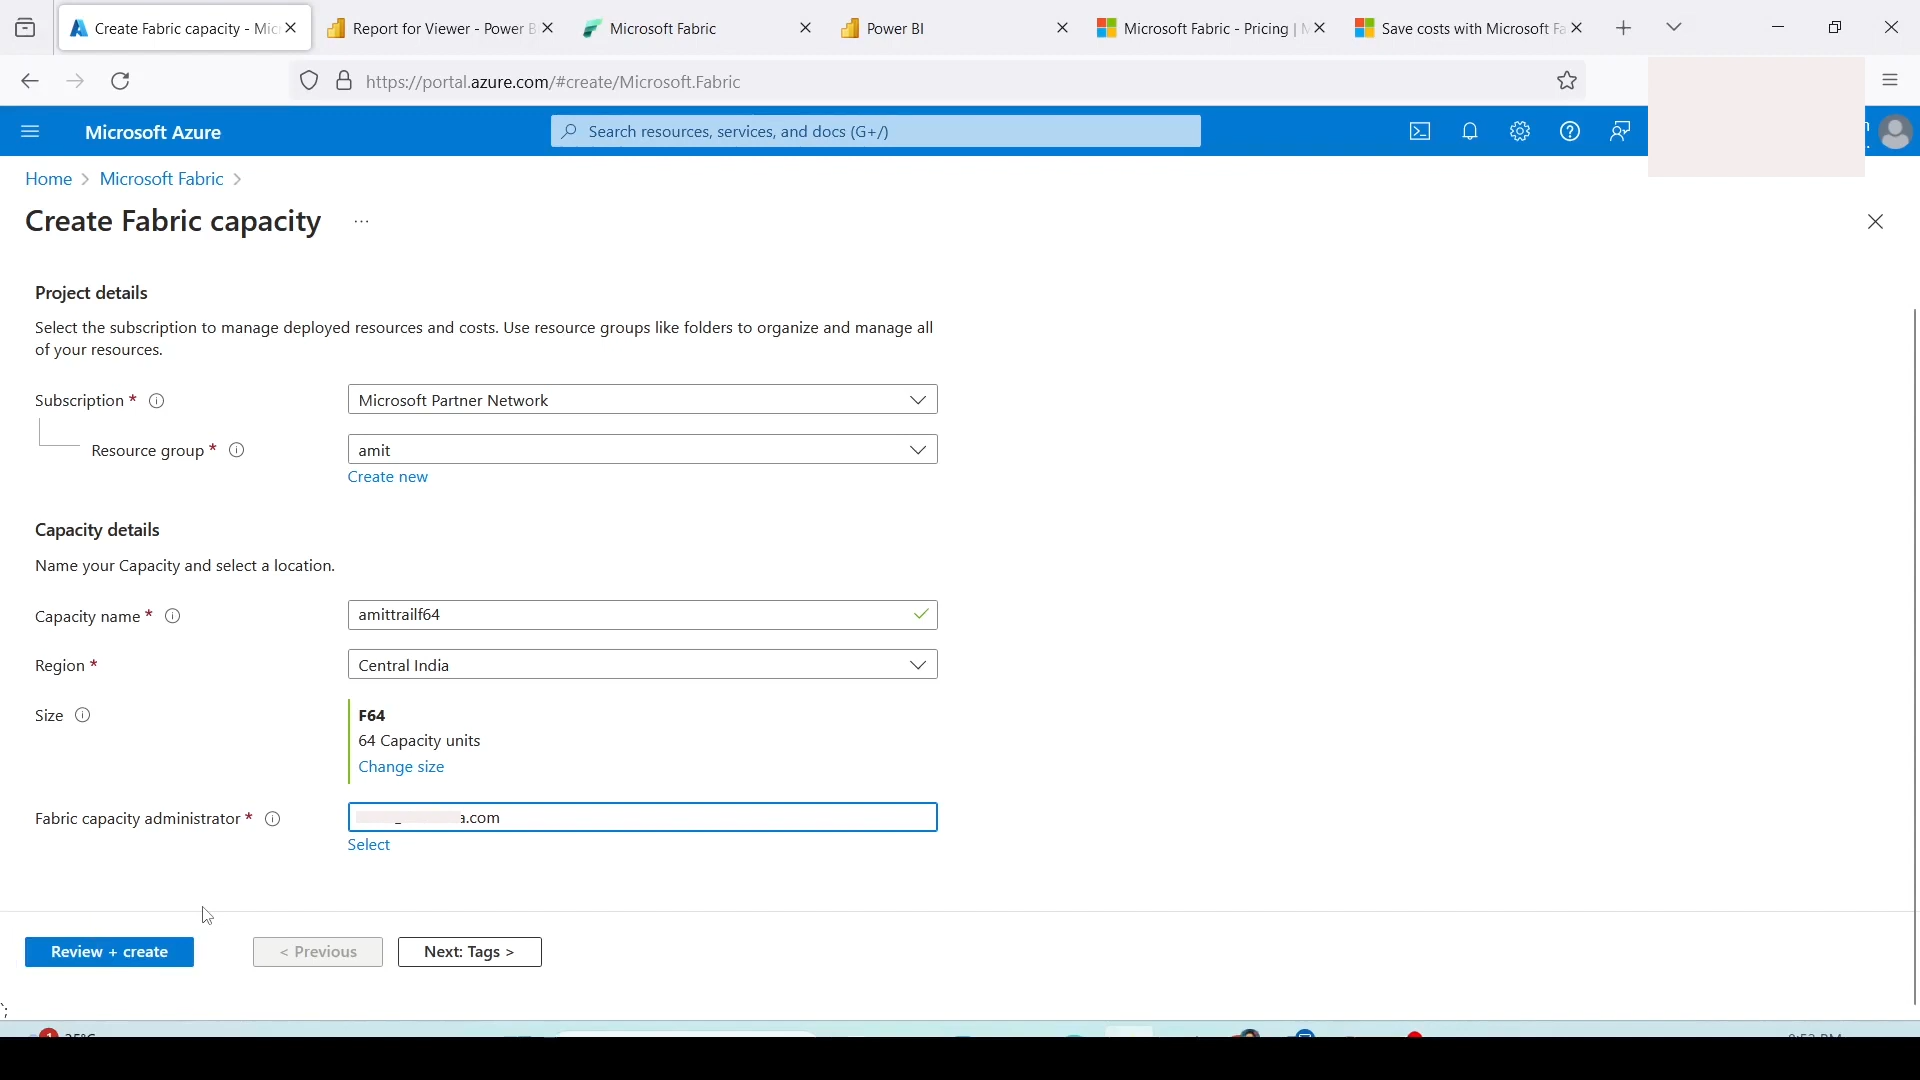 Create Fabric capacity - Mic
Report for Viewer - Power B
Microsoft Fabric
Power BI
Microsoft Fabric - Pricing | M
Save costs with Microsoft Fa
https://portal.azure.com/#create/Microsoft.Fabric
Microsoft Azure
Search resources, services, and docs (G+/)
Home > Microsoft Fabric >
Create Fabric capacity ...
Project details
Select the subscription to manage deployed resources and costs. Use resource groups like folders to organize and manage all
of your resources.
Subscription *
Microsoft Partner Network
Resource group *
amit
Create new
Capacity details
Name your Capacity and select a location.
Capacity name *
amittrailf64
Region *
Central India
Size
F64
64 Capacity units
Change size
Fabric capacity administrator *
a.com
Select
Review + create
< Previous
Next: Tags >